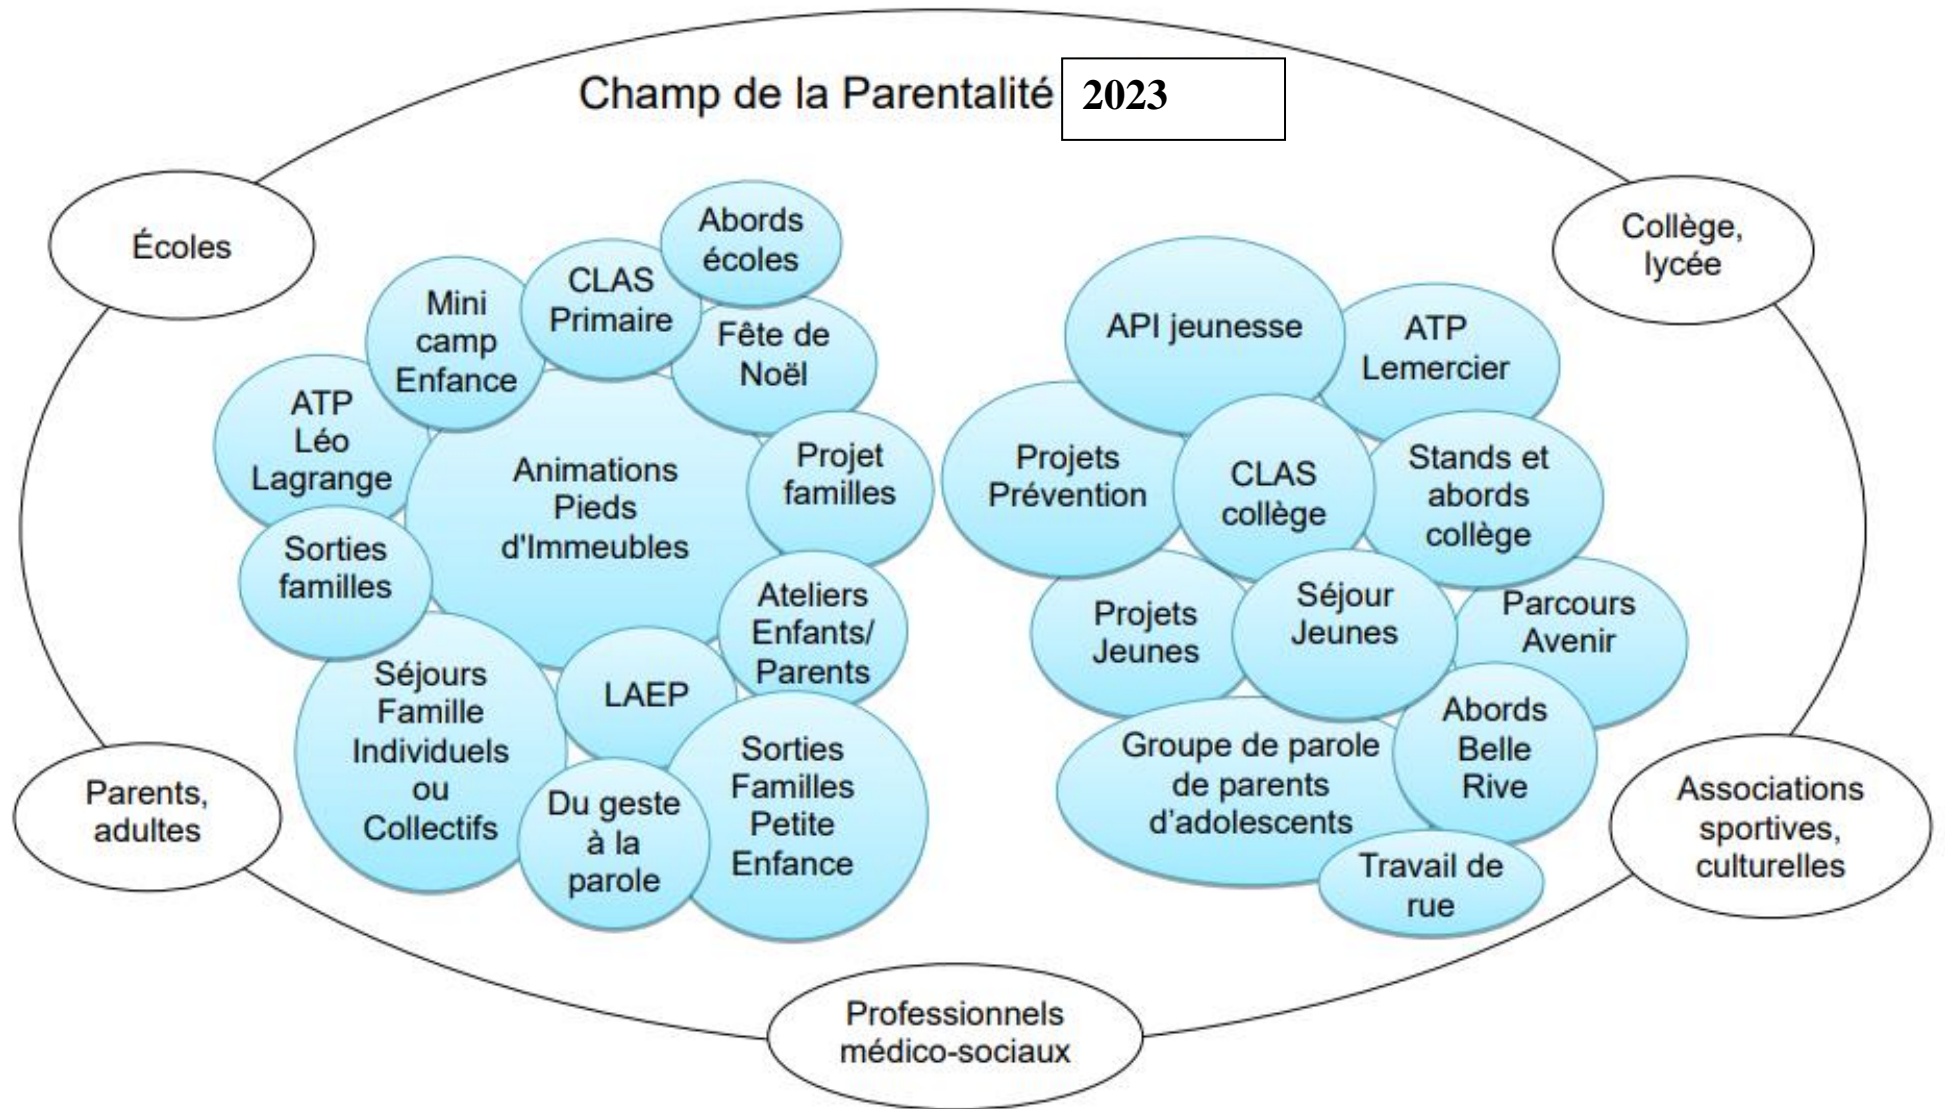 Champ de la Parentalité 2023
Écoles
Collège,
lycée
Abords
écoles
CLAS
Primaire
Mini
camp
Enfance
Fête de
Noël
ATP
Léo
Lagrange
Animations
Pieds
d'Immeubles
Projet
familles
Sorties
familles
Ateliers
Enfants/
Parents
LAEP
Séjours
Famille
Individuels
ou
Collectifs
Du geste
à la
parole
Sorties
Familles
Petite
Enfance
API jeunesse
ATP
Lemercier
Projets
Prévention
CLAS
collège
Stands et
abords
collège
Projets
Jeunes
Séjour
Jeunes
Parcours
Avenir
Groupe de parole
de parents
d’adolescents
Abords
Belle
Rive
Travail de
rue
Parents,
adultes
Associations
sportives,
culturelles
Professionnels
médico-sociaux